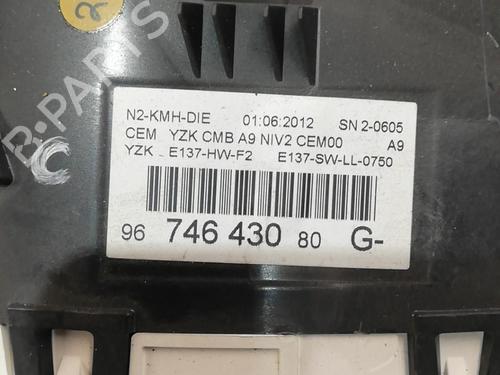 N2-KMH-DIE 01:06:2012 SN 2-0605
CEM YZK CMB A9 NIV2 CEM00 A9
YZK E137-HW-F2 E137-SW-LL-0750
96 746 430 80 G-
B-PARTS
2